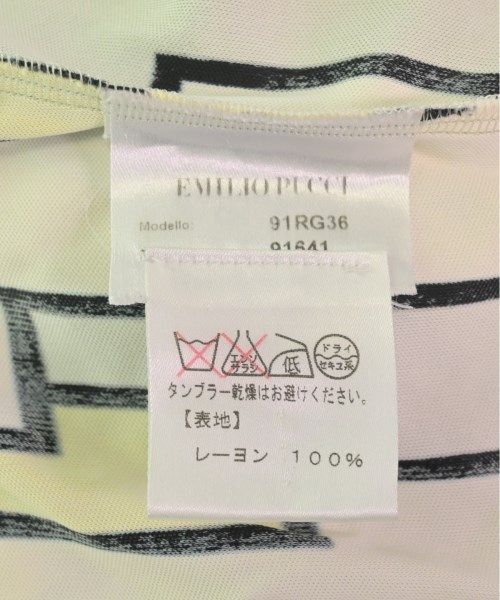 EMILIO PUCCI
Modello: 91RG36
91641
エンソ サラシ 低 ドライ セキユ系
タンブラー乾燥はお避けください。
【表地】
レーヨン 100%